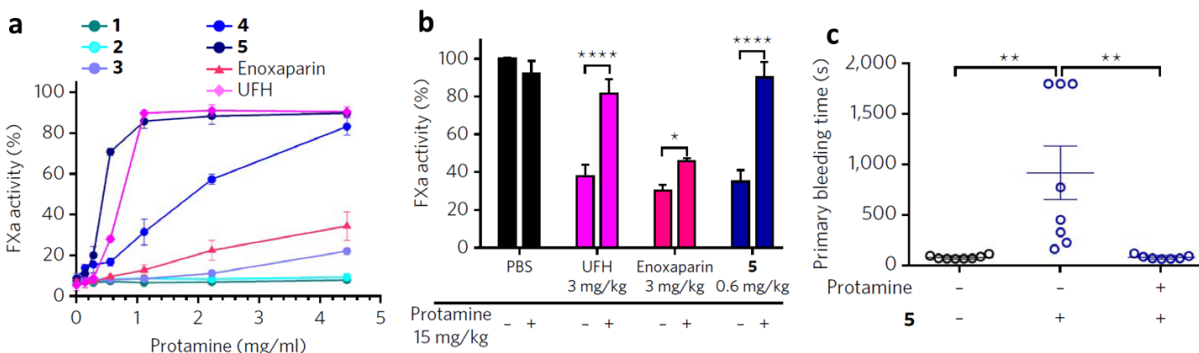 a
1
2
3
4
5
Enoxaparin
UFH
FXa activity (%)
100
80
60
40
20
0
0 1 2 3 4 5
Protamine (mg/ml)
b
FXa activity (%)
100
80
60
40
20
0
****
*
****
PBS
UFH
3 mg/kg
Enoxaparin
3 mg/kg
5
0.6 mg/kg
Protamine
15 mg/kg
– + – + – + – +
c
Primary bleeding time (s)
2,000
1,500
1,000
500
0
** **
Protamine – – +
5 – + +